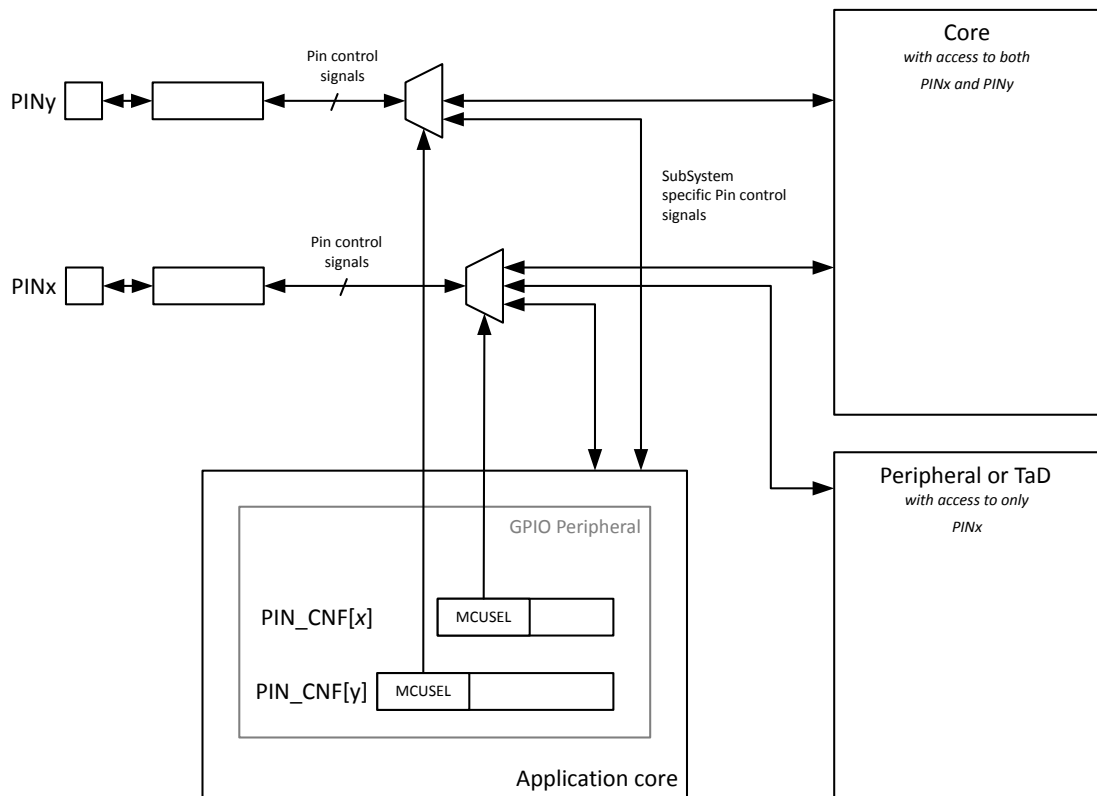 Core
with access to both
PINx and PINy
Pin control
signals
PINy
SubSystem
specific Pin control
signals
Pin control
signals
PINx
Peripheral or TaD
with access to only
PINx
GPIO Peripheral
PIN_CNF[x]
MCUSEL
PIN_CNF[y]
MCUSEL
Application core